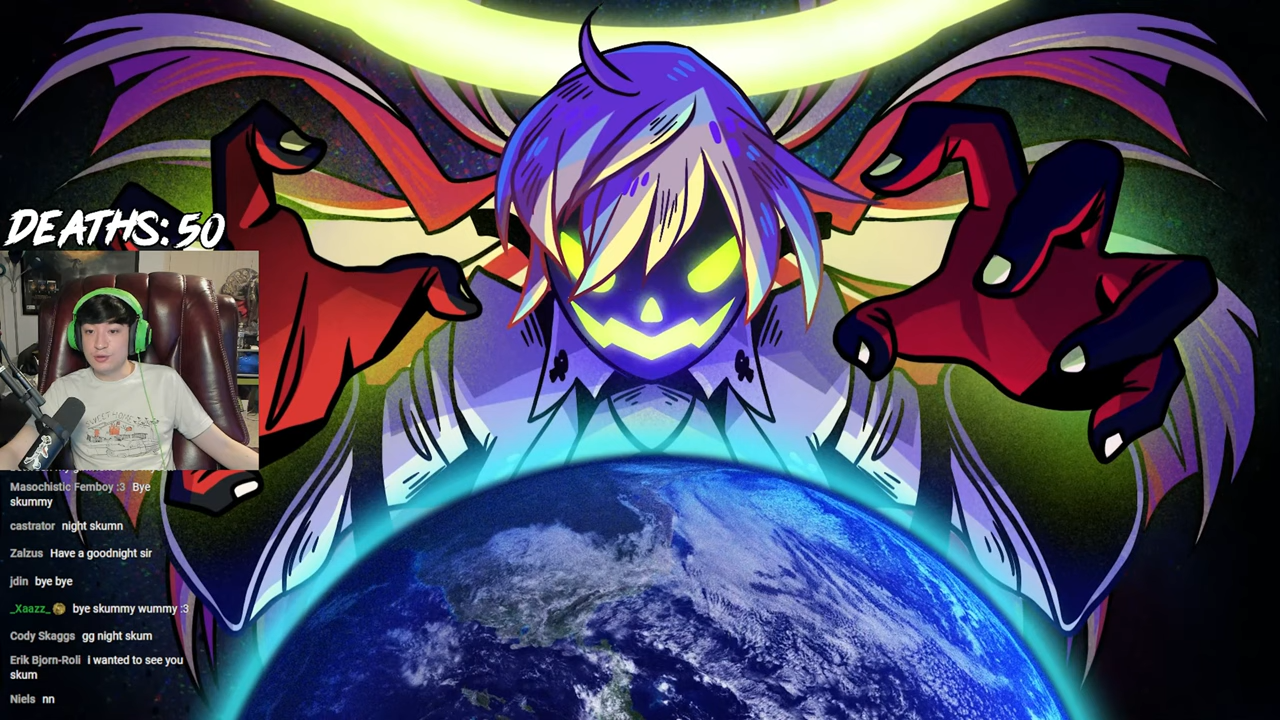 DEATHS: 50
Masochistic Femboy :3 Bye
skummy
castrator night skumn
Zalzus Have a goodnight sir
jdin bye bye
_Xaazz_ bye skummy wummy :3
Cody Skaggs gg night skum
Erik Bjorn-Roli I wanted to see you
skum
Niels nn